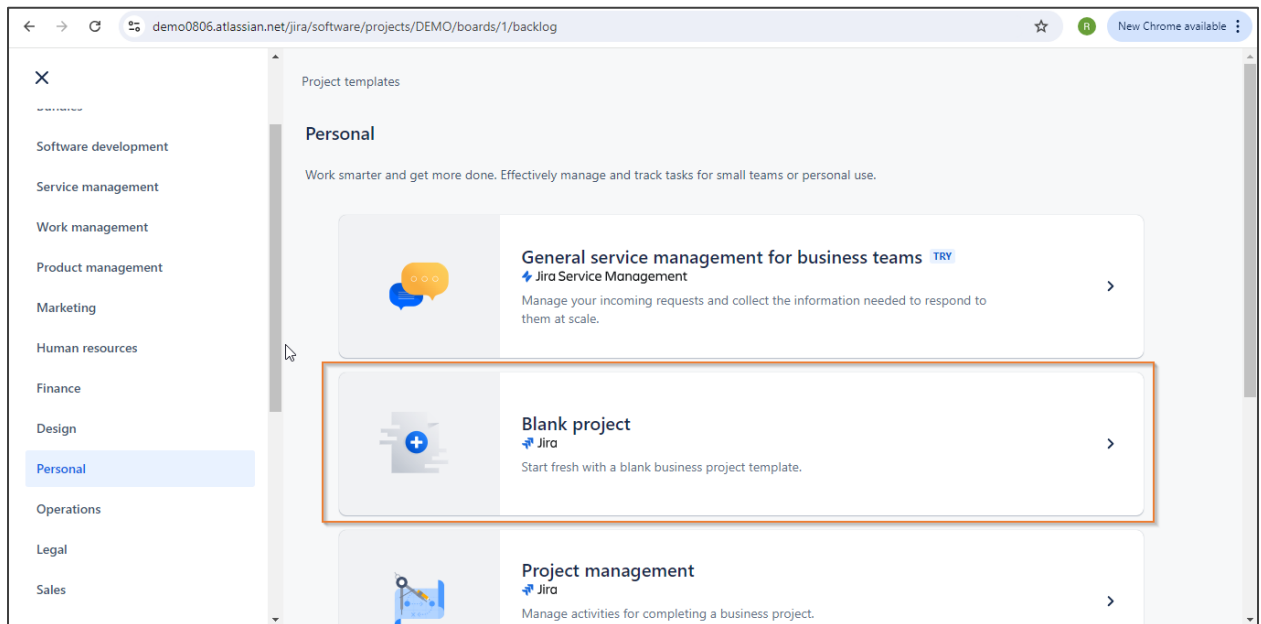 demo0806.atlassian.net/jira/software/projects/DEMO/boards/1/backlog
R
New Chrome available
Project templates
Software development
Service management
Work management
Product management
Marketing
Human resources
Finance
Design
Personal
Operations
Legal
Sales
Personal
Work smarter and get more done. Effectively manage and track tasks for small teams or personal use.
General service management for business teams TRY
Jira Service Management
Manage your incoming requests and collect the information needed to respond to
them at scale.
Blank project
Jira
Start fresh with a blank business project template.
Project management
Jira
Manage activities for completing a business project.